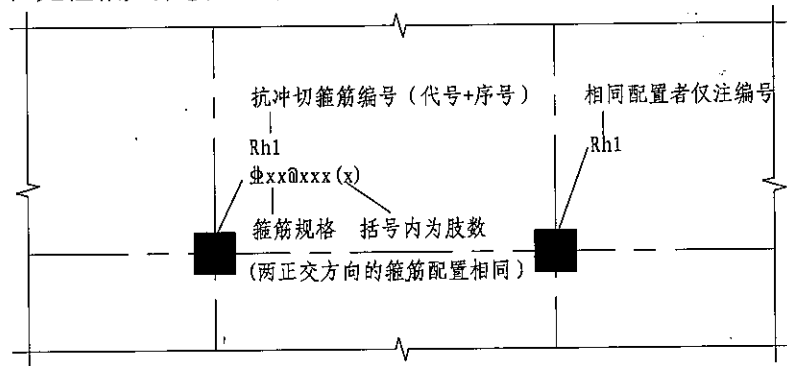 抗冲切箍筋编号（代号+序号）
相同配置者仅注编号
Rh1
Rh1
⏀xx@xxx(x)
箍筋规格 括号内为肢数
(两正交方向的箍筋配置相同)